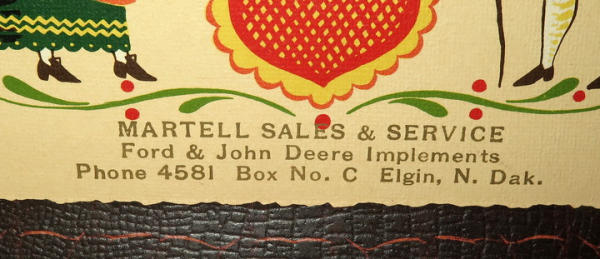 MARTELL SALES & SERVICE
Ford & John Deere Implements
Phone 4581 Box No. C Elgin, N. Dak.